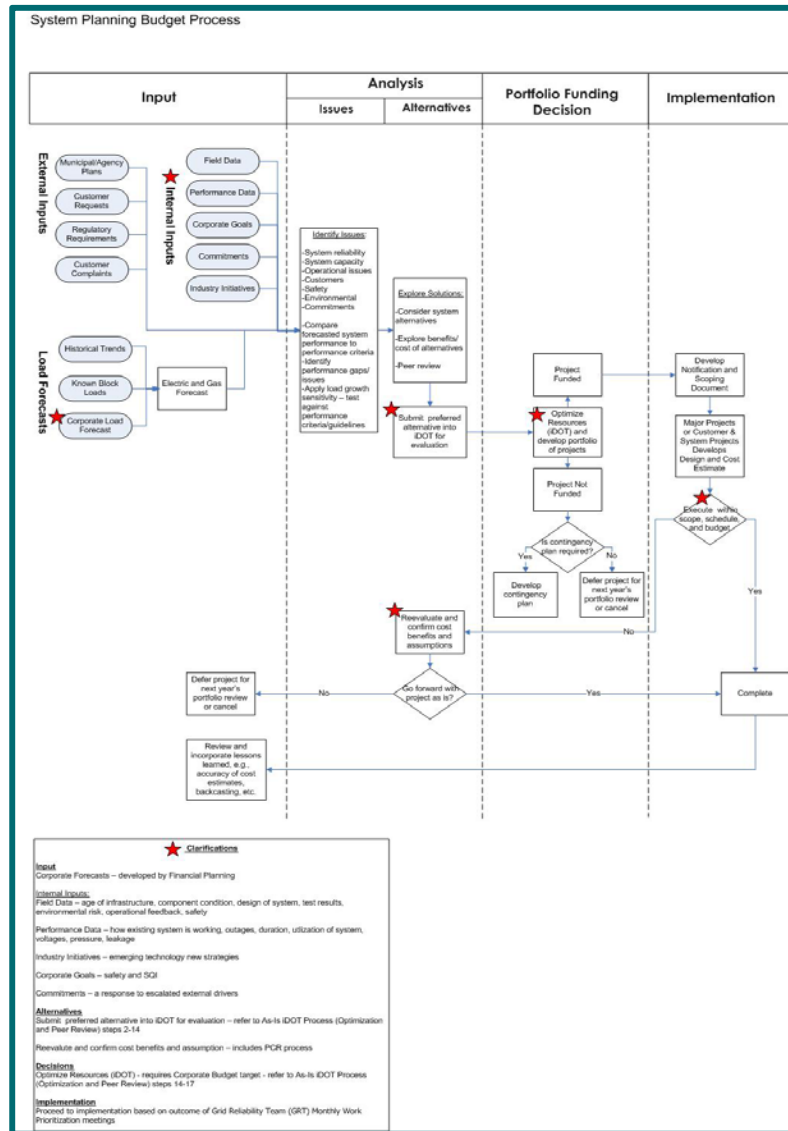 System Planning Budget Process
Input
Analysis
Issues
Alternatives
Portfolio Funding
Decision
Implementation
External Inputs
Municipal/Agency
Plans
Customer
Requests
Regulatory
Requirements
Customer
Complaints
Internal Inputs
Field Data
Performance Data
Corporate Goals
Commitments
Industry Initiatives
Load Forecasts
Historical Trends
Known Block
Loads
Corporate Load
Forecast
Electric and Gas
Forecast
Identify Issues:
-System reliability
-System capacity
-Operational issues
-Customers
-Safety
-Environmental
-Commitments
-Compare
forecasted system
performance to
performance criteria
-Identify
performance gaps/
issues
-Apply load growth
sensitivity – test
against
performance
criteria/guidelines
Explore Solutions:
-Consider system
alternatives
-Explore benefits/
cost of alternatives
-Peer review
Submit preferred
alternative into
iDOT for
evaluation
Project
Funded
Optimize
Resources
(iDOT) and
develop portfolio
of projects
Project Not
Funded
Is contingency
plan required?
Yes
No
Develop
contingency
plan
Defer project for
next year's
portfolio review
or cancel
Develop
Notification and
Scoping
Document
Major Projects
or Customer &
System Projects
Develops
Design and Cost
Estimate
Execute within
scope, schedule,
and budget
Yes
No
Reevaluate and
confirm cost
benefits and
assumptions
Go forward with
project as is?
No
Yes
Defer project for
next year's
portfolio review
or cancel
Complete
Review and
incorporate lessons
learned, e.g.,
accuracy of cost
estimates,
backcasting, etc.
Clarifications
Input
Corporate Forecasts – developed by Financial Planning
Internal Inputs:
Field Data – age of infrastructure, component condition, design of system, test results,
environmental risk, operational feedback, safety
Performance Data – how existing system is working, outages, duration, utlization of system,
voltages, pressure, leakage
Industry Initiatives – emerging technology new strategies
Corporate Goals – safety and SQI
Commitments – a response to escalated external drivers
Alternatives
Submit preferred alternative into iDOT for evaluation – refer to As-Is iDOT Process (Optimization
and Peer Review) steps 2-14
Reevalute and confirm cost benefits and assumption – includes PCR process
Decisions
Optimize Resources (iDOT) - requires Corporate Budget target - refer to As-Is iDOT Process
(Optimization and Peer Review) steps 14-17
Implementation
Proceed to implementation based on outcome of Grid Reliability Team (GRT) Monthly Work
Prioritization meetings